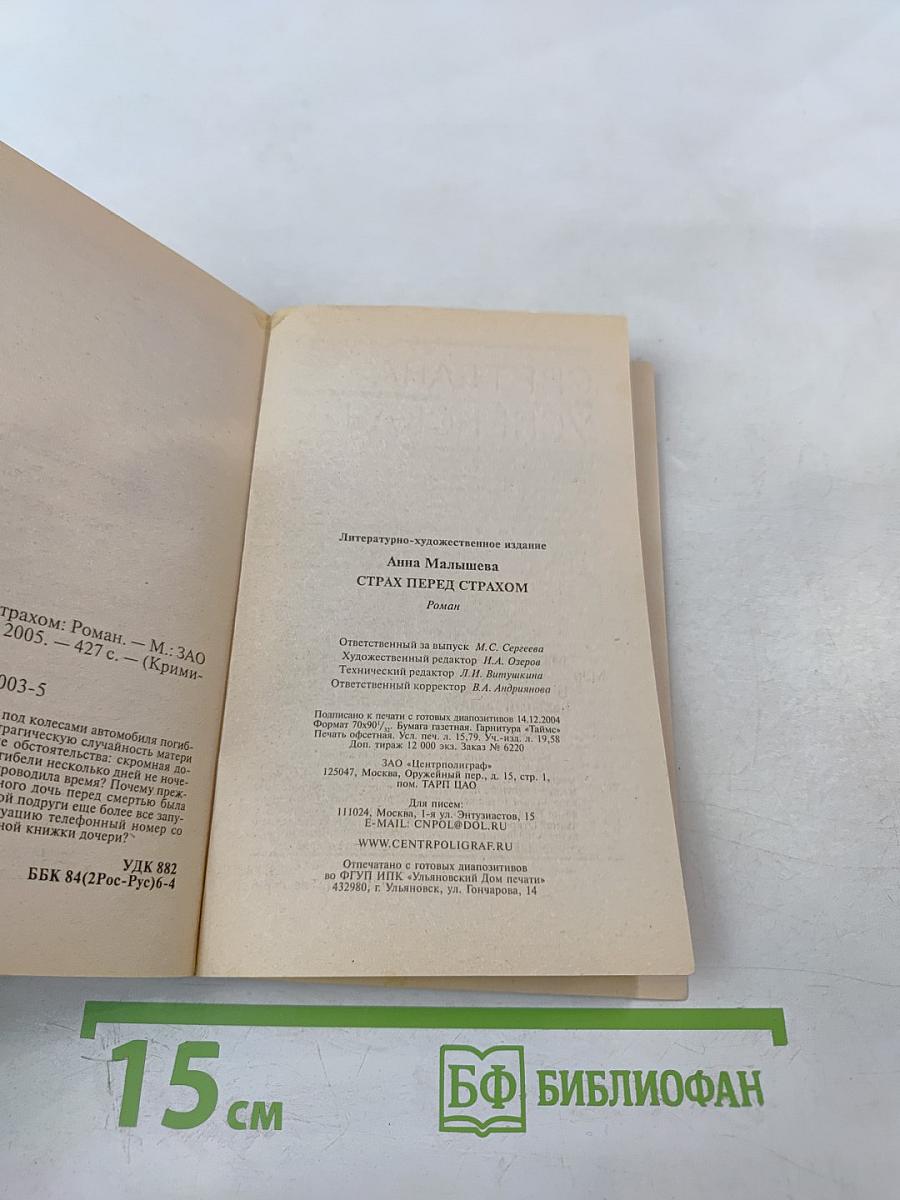 трахом: Роман. — М.: ЗАО
2005. — 427 с. — (Крими-
003-5
под колесами автомобиля погиб-
трагическую случайность матери
е обстоятельства: скромная до-
гибели несколько дней не ноче-
роводила время? Почему преж-
ного дочь перед смертью была
ой подруги еще более все запу-
уацию телефонный номер со
ной книжки дочери?
УДК 882
ББК 84(2Рос-Рус)6-4
Литературно-художественное издание
Анна Малышева
СТРАХ ПЕРЕД СТРАХОМ
Роман
Ответственный за выпуск М.С. Сергеева
Художественный редактор И.А. Озеров
Технический редактор Л.И. Витушкина
Ответственный корректор В.А. Андриянова
Подписано к печати с готовых диапозитивов 14.12.2004
Формат 70х90 1/32. Бумага газетная. Гарнитура «Таймс»
Печать офсетная. Усл. печ. л. 15,79. Уч.-изд. л. 19,58
Доп. тираж 12 000 экз. Заказ № 6220
ЗАО «Центрполиграф»
125047, Москва, Оружейный пер., д. 15, стр. 1,
пом. ТАРП ЦАО
Для писем:
111024, Москва, 1-я ул. Энтузиастов, 15
E-MAIL: CNPOL@DOL.RU
WWW.CENTRPOLIGRAF.RU
Отпечатано с готовых диапозитивов
во ФГУП ИПК «Ульяновский Дом печати»
432980, г. Ульяновск, ул. Гончарова, 14
15 см
БФ БИБЛИОФАН